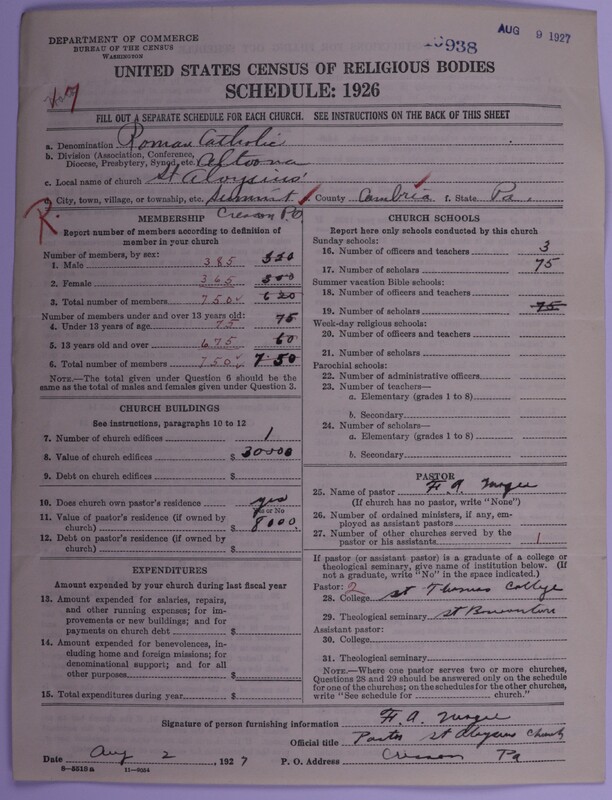 DEPARTMENT OF COMMERCE
BUREAU OF THE CENSUS
WASHINGTON
938
AUG 9 1927
UNITED STATES CENSUS OF RELIGIOUS BODIES
SCHEDULE: 1926
FILL OUT A SEPARATE SCHEDULE FOR EACH CHURCH. SEE INSTRUCTIONS ON THE BACK OF THIS SHEET
a. Denomination Roman Catholic
b. Division (Association, Conference, Diocese, Presbytery, Synod, etc. Altoona
c. Local name of church St Aloysius
City, town, village, or township, etc. Summit County Cambria f. State Pa.
R. Cresson PO
MEMBERSHIP
Report number of members according to definition of
member in your church
Number of members, by sex:
1. Male 385
2. Female 365
3. Total number of members 750 620
Number of members under and over 13 years old:
4. Under 13 years of age 75 75
5. 13 years old and over 675 60
6. Total number of members 750 750
NOTE.—The total given under Question 6 should be
same as the total of males and females given under Question 3.
CHURCH BUILDINGS
See instructions, paragraphs 10 to 12
7. Number of church edifices 1
8. Value of church edifices $ 30000
9. Debt on church edifices $
10. Does church own pastor's residence yes
Yes or No
11. Value of pastor's residence (if owned by
church) $ 8000.
12. Debt on pastor's residence (if owned by
church) $
EXPENDITURES
Amount expended by your church during last fiscal year
13. Amount expended for salaries, repairs,
and other running expenses; for im-
provements or new buildings; and for
payments on church debt $
14. Amount expended for benevolences, in-
cluding home and foreign missions; for
denominational support; and for all
other purposes $
15. Total expenditures during year $
CHURCH SCHOOLS
Report here only schools conducted by this church
Sunday schools:
16. Number of officers and teachers 3
17. Number of scholars 75
Summer vacation Bible schools:
18. Number of officers and teachers
19. Number of scholars 75
Week-day religious schools:
20. Number of officers and teachers
21. Number of scholars
Parochial schools:
22. Number of administrative officers
23. Number of teachers—
a. Elementary (grades 1 to 8)
b. Secondary
24. Number of scholars—
a. Elementary (grades 1 to 8)
b. Secondary
PASTOR
25. Name of pastor F. A.
(If church has no pastor, write "None")
26. Number of ordained ministers, if any, em-
ployed as assistant pastors
27. Number of other churches served by the
pastor or his assistants 1
If pastor (or assistant pastor) is a graduate of a college or
theological seminary, give name of institution below. (If
not a graduate, write "No" in the space indicated.)
Pastor: 2
28. College St Thomas College
29. Theological seminary St Bonaventure
Assistant pastor:
30. College
31. Theological seminary
NOTE.—Where one pastor serves two or more churches,
Questions 28 and 29 should be answered only on the schedule
for one of the churches; on the schedules for the other churches,
write "See schedule for church."
Signature of person furnishing information F. A.
Official title Pastor St Aloysius Church
Date Aug 2, 1927 P. O. Address Cresson Pa
8-5518a 11-9554